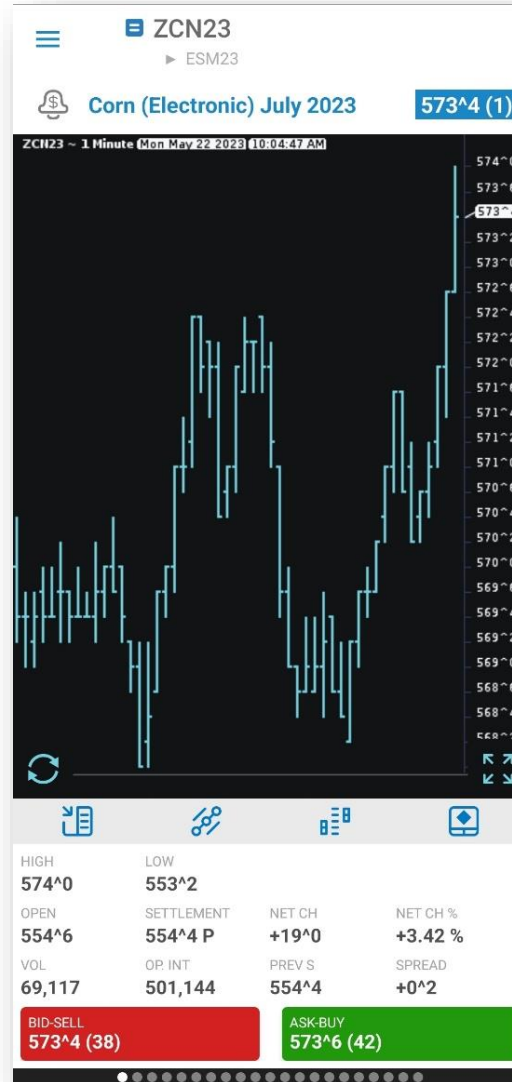 ZCN23
► ESM23
Corn (Electronic) July 2023 573^4 (1)
ZCN23 ~ 1 Minute Mon May 22 2023 10:04:47 AM
574^0
573^6
573^4
573^2
573^0
572^6
572^4
572^2
572^0
571^6
571^4
571^2
571^0
570^6
570^4
570^2
570^0
569^6
569^4
569^2
569^0
568^6
568^4
HIGH LOW
574^0 553^2
OPEN SETTLEMENT NET CH NET CH %
554^6 554^4 P +19^0 +3.42 %
VOL OP. INT PREV S SPREAD
69,117 501,144 554^4 +0^2
BID-SELL ASK-BUY
573^4 (38) 573^6 (42)